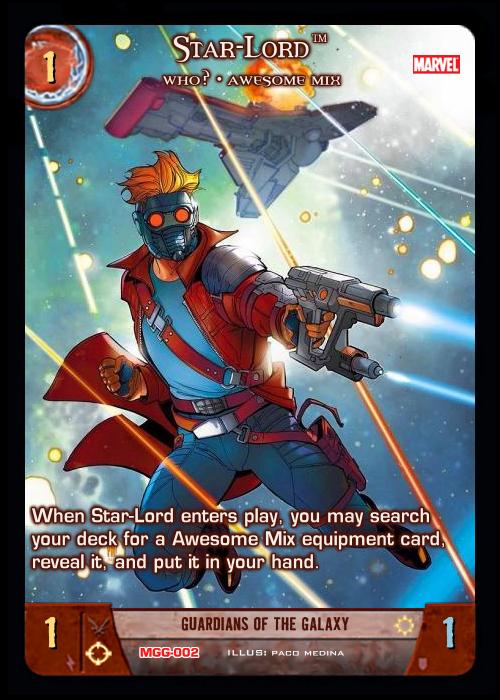 1
STAR-LORD™
WHO? • AWESOME MIX
MARVEL
When Star-Lord enters play, you may search
your deck for a Awesome Mix equipment card,
reveal it, and put it in your hand.
1
GUARDIANS OF THE GALAXY
1
MGG-002
ILLUS: PACO MEDINA